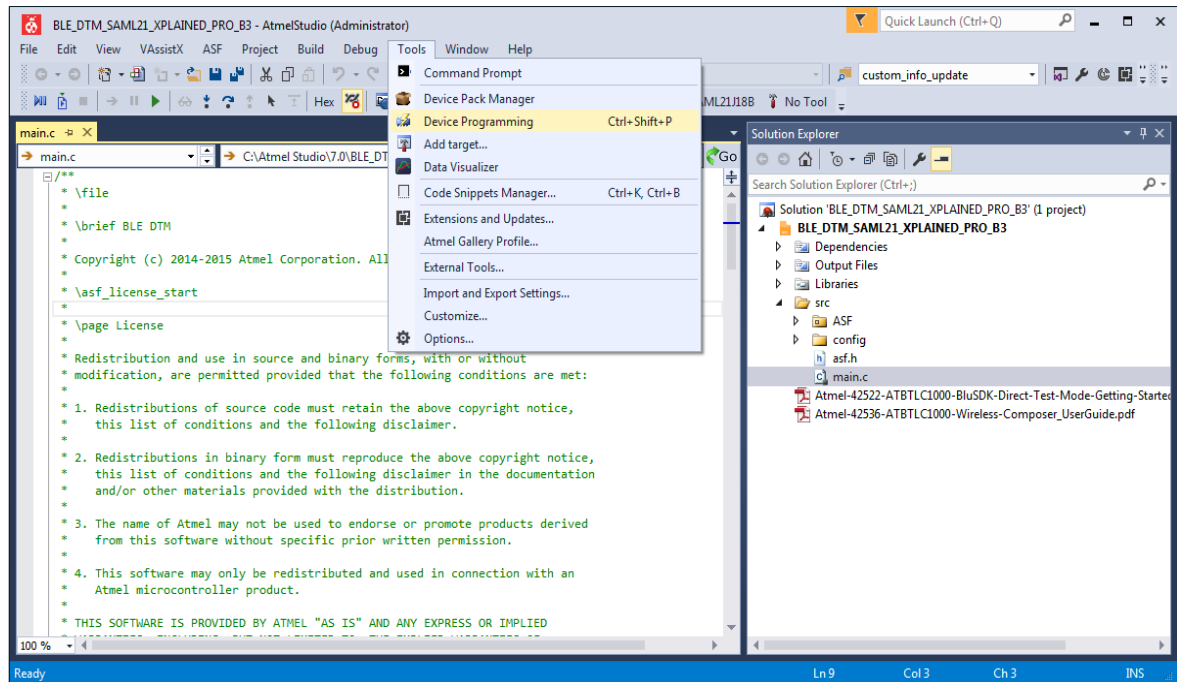 BLE_DTM_SAML21_XPLAINED_PRO_B3 - AtmelStudio (Administrator)
Quick Launch (Ctrl+Q)
File Edit View VAssistX ASF Project Build Debug Tools Window Help
custom_info_update
Hex
ML21J18B No Tool
Command Prompt
Device Pack Manager
Device Programming Ctrl+Shift+P
Add target...
Data Visualizer
Code Snippets Manager... Ctrl+K, Ctrl+B
Extensions and Updates...
Atmel Gallery Profile...
External Tools...
Import and Export Settings...
Customize...
Options...
main.c
main.c C:\Atmel Studio\7.0\BLE_DT Go
/**
* \file
*
* \brief BLE DTM
*
* Copyright (c) 2014-2015 Atmel Corporation. All
*
* \asf_license_start
*
* \page License
*
* Redistribution and use in source and binary forms, with or without
* modification, are permitted provided that the following conditions are met:
*
* 1. Redistributions of source code must retain the above copyright notice,
* this list of conditions and the following disclaimer.
*
* 2. Redistributions in binary form must reproduce the above copyright notice,
* this list of conditions and the following disclaimer in the documentation
* and/or other materials provided with the distribution.
*
* 3. The name of Atmel may not be used to endorse or promote products derived
* from this software without specific prior written permission.
*
* 4. This software may only be redistributed and used in connection with an
* Atmel microcontroller product.
*
* THIS SOFTWARE IS PROVIDED BY ATMEL "AS IS" AND ANY EXPRESS OR IMPLIED
100 %
Solution Explorer
Search Solution Explorer (Ctrl+;)
Solution 'BLE_DTM_SAML21_XPLAINED_PRO_B3' (1 project)
BLE_DTM_SAML21_XPLAINED_PRO_B3
Dependencies
Output Files
Libraries
src
ASF
config
asf.h
main.c
Atmel-42522-ATBTLC1000-BluSDK-Direct-Test-Mode-Getting-Started
Atmel-42536-ATBTLC1000-Wireless-Composer_UserGuide.pdf
Ready Ln 9 Col 3 Ch 3 INS